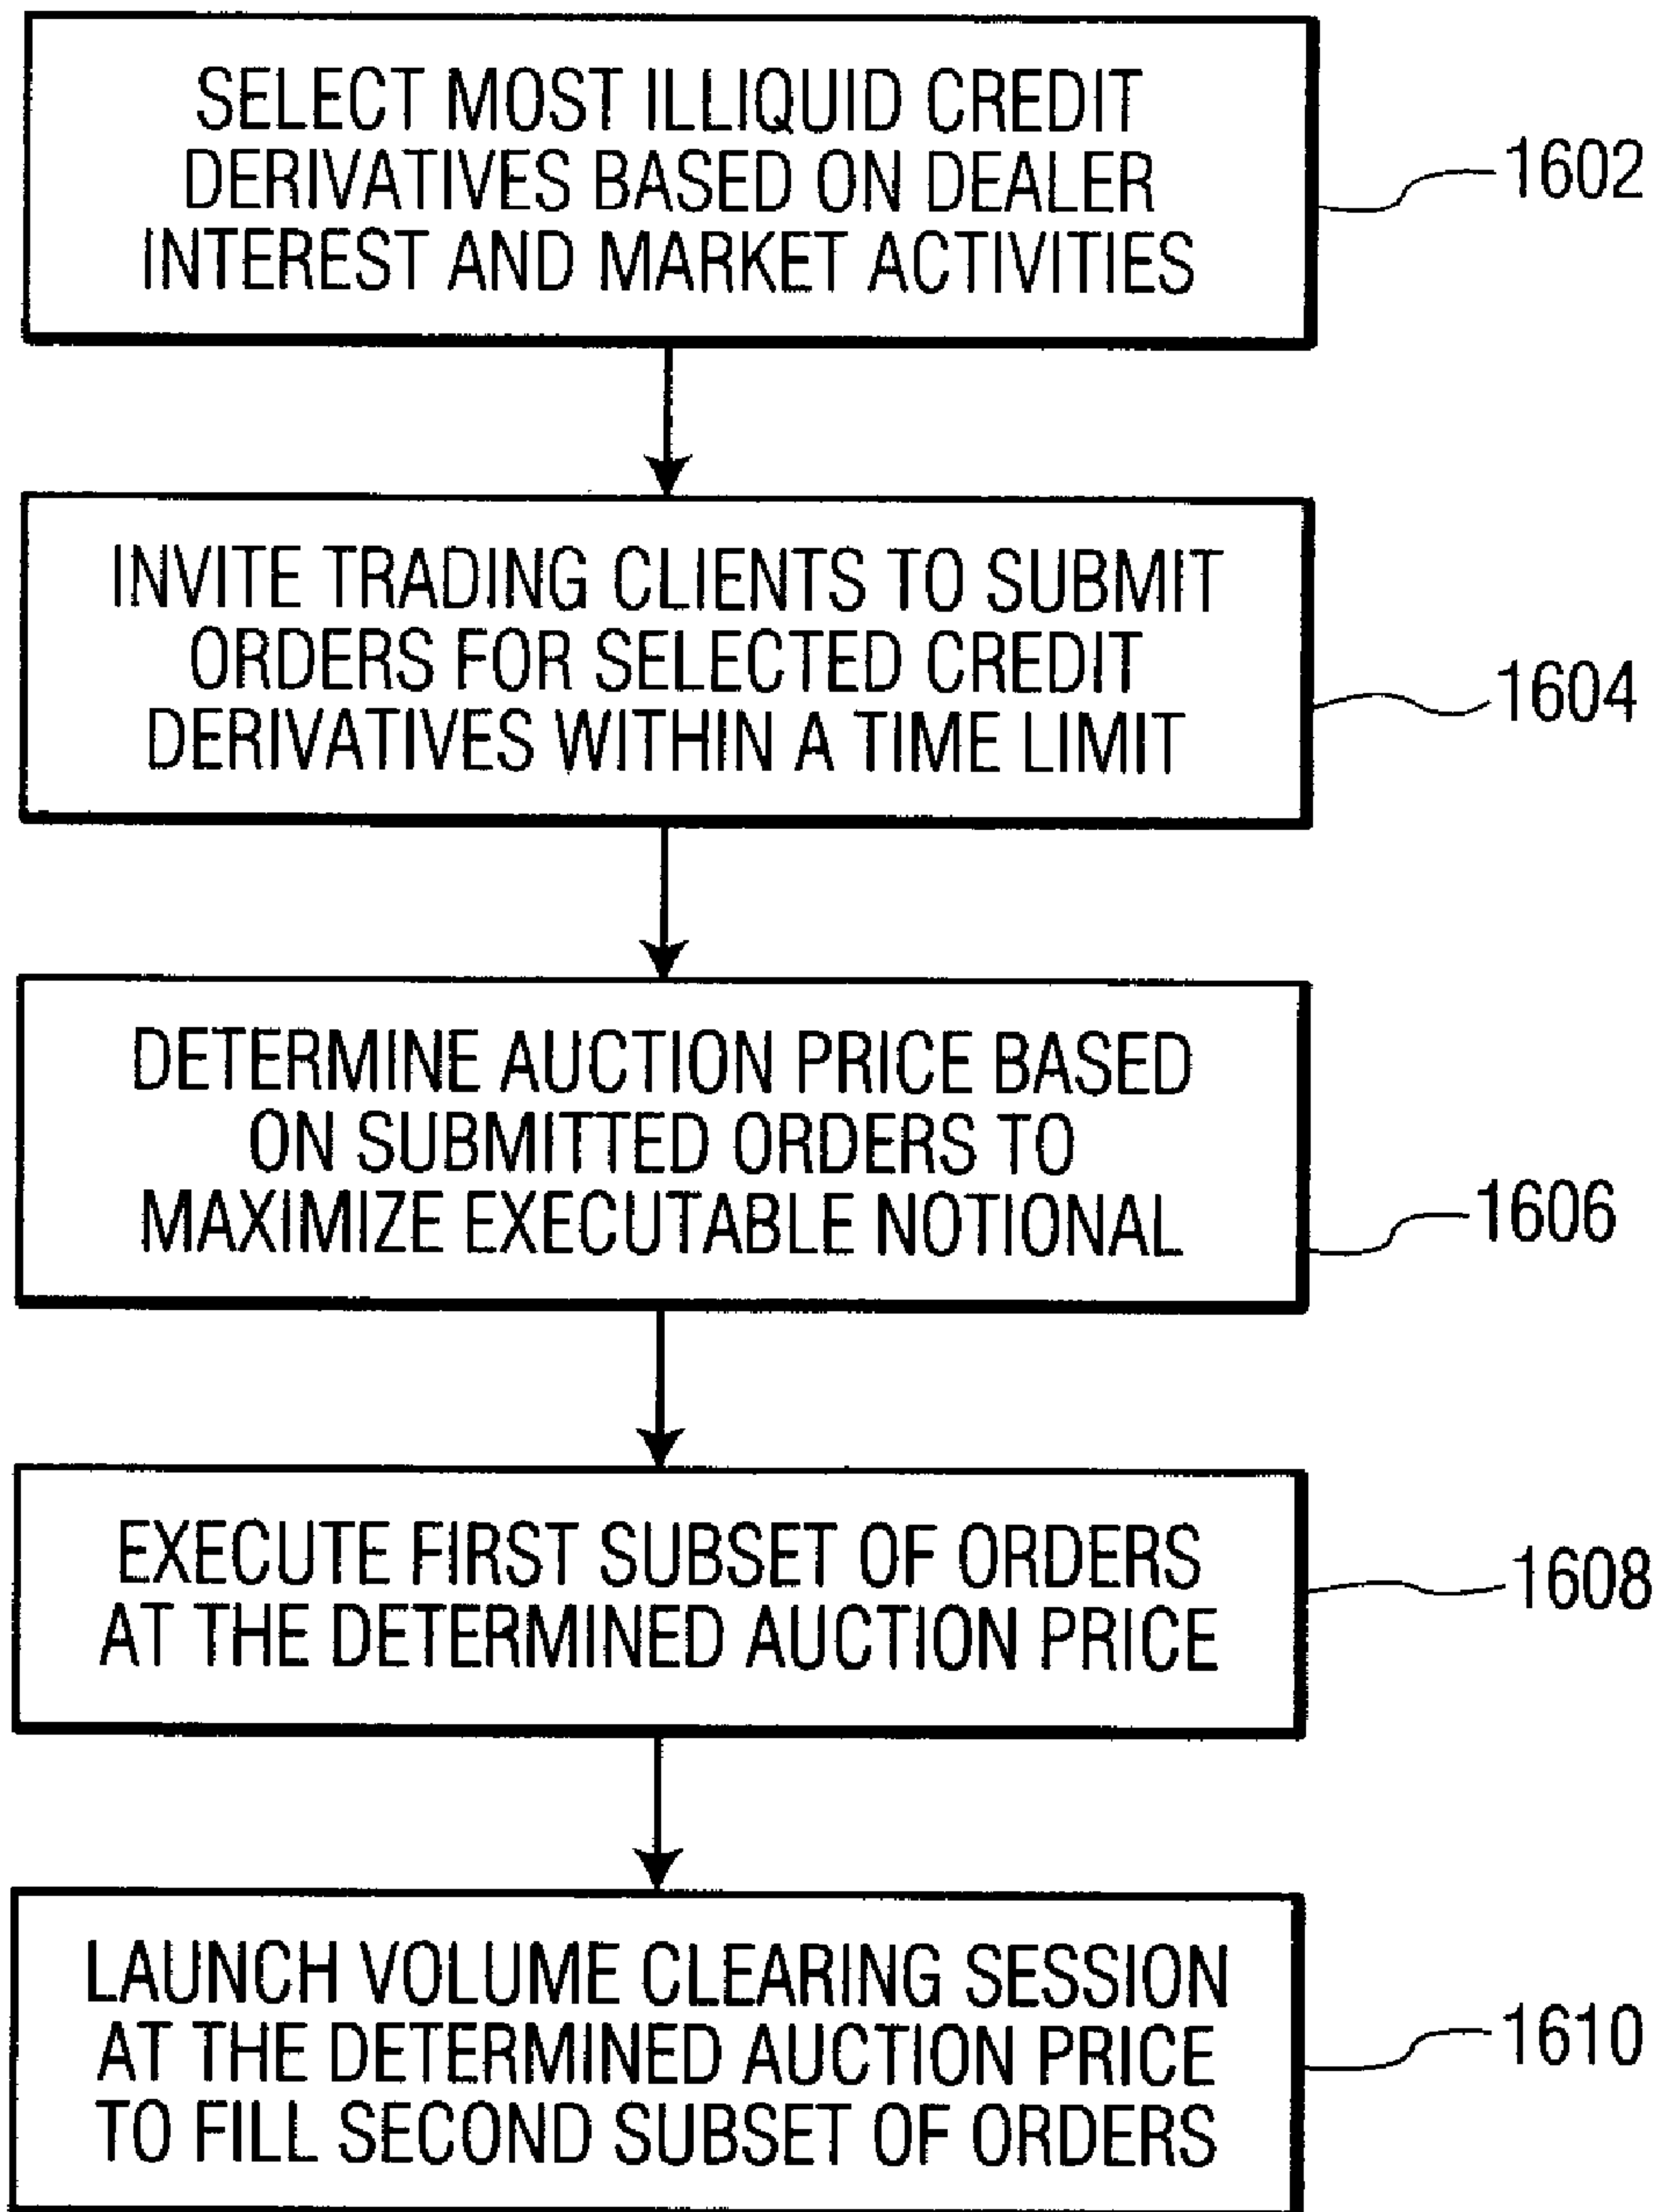 SELECT MOST ILLIQUID CREDIT
DERIVATIVES BASED ON DEALER
INTEREST AND MARKET ACTIVITIES
1602
INVITE TRADING CLIENTS TO SUBMIT
ORDERS FOR SELECTED CREDIT
DERIVATIVES WITHIN A TIME LIMIT
1604
DETERMINE AUCTION PRICE BASED
ON SUBMITTED ORDERS TO
MAXIMIZE EXECUTABLE NOTIONAL
1606
EXECUTE FIRST SUBSET OF ORDERS
AT THE DETERMINED AUCTION PRICE
1608
LAUNCH VOLUME CLEARING SESSION
AT THE DETERMINED AUCTION PRICE
TO FILL SECOND SUBSET OF ORDERS
1610